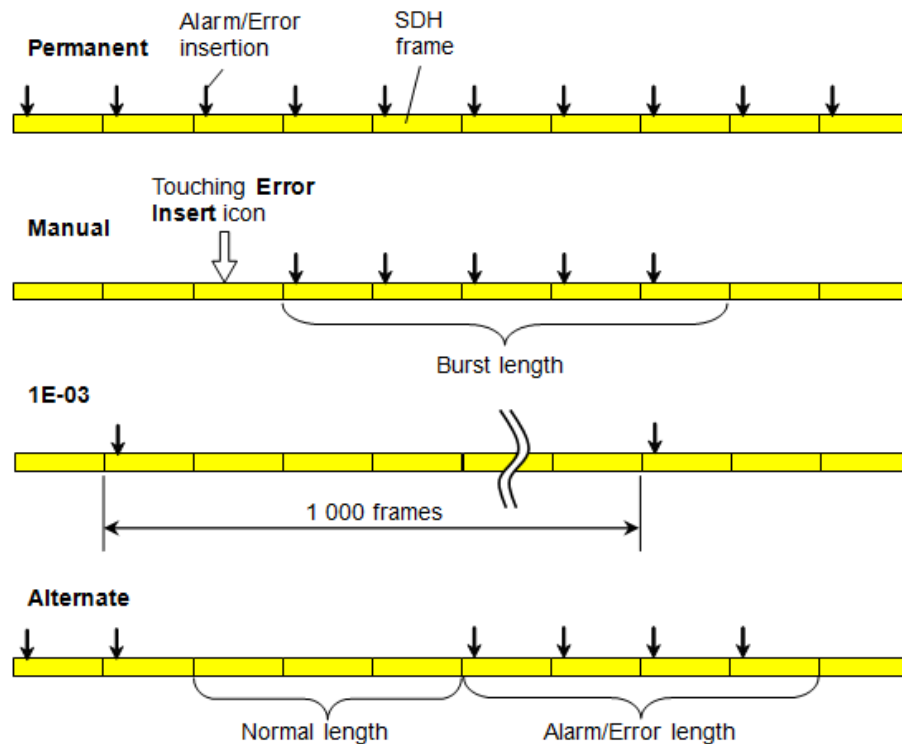 Alarm/Error
insertion
SDH
frame
Permanent
Touching Error
Insert icon
Manual
Burst length
1E-03
1 000 frames
Alternate
Normal length
Alarm/Error length